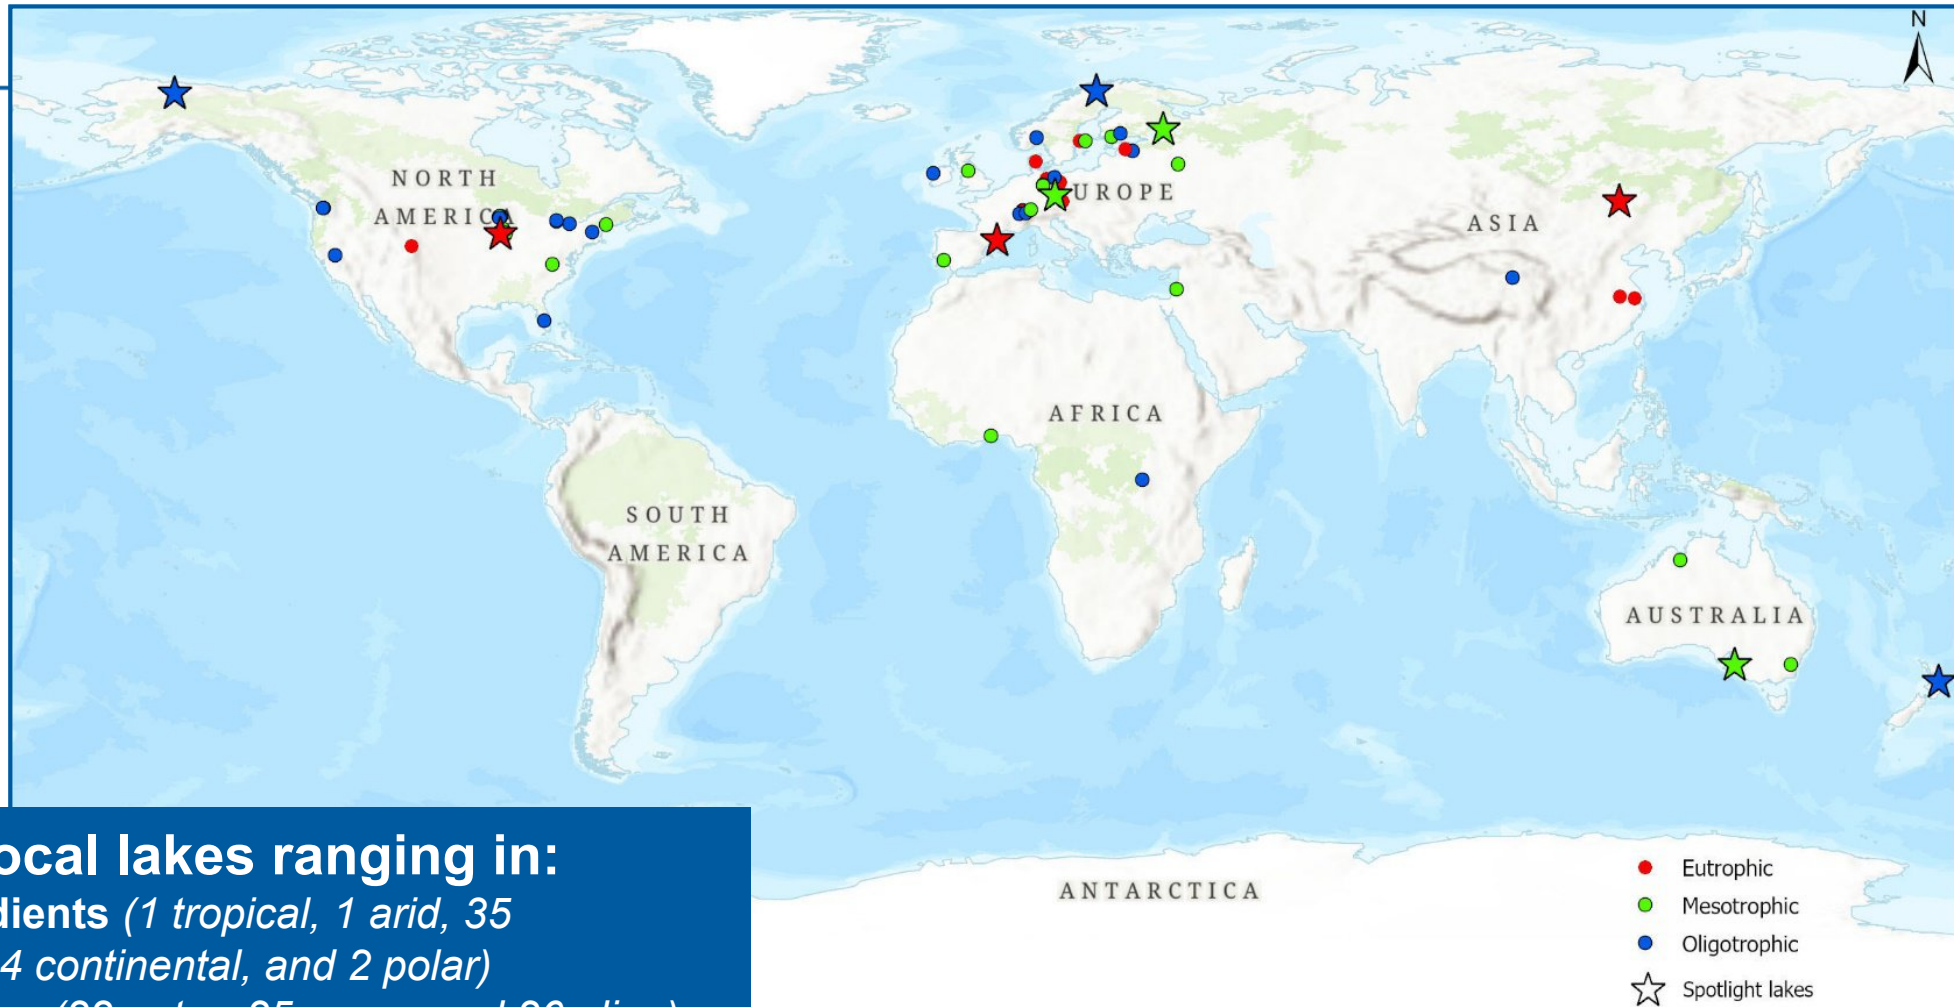 N
NORTH
AMERICA
UROPE
ASIA
AFRICA
SOUTH
AMERICA
AUSTRALIA
ANTARCTICA
ocal lakes ranging in:
dients (1 tropical, 1 arid, 35
4 continental, and 2 polar)
Eutrophic
Mesotrophic
Oligotrophic
Spotlight lakes